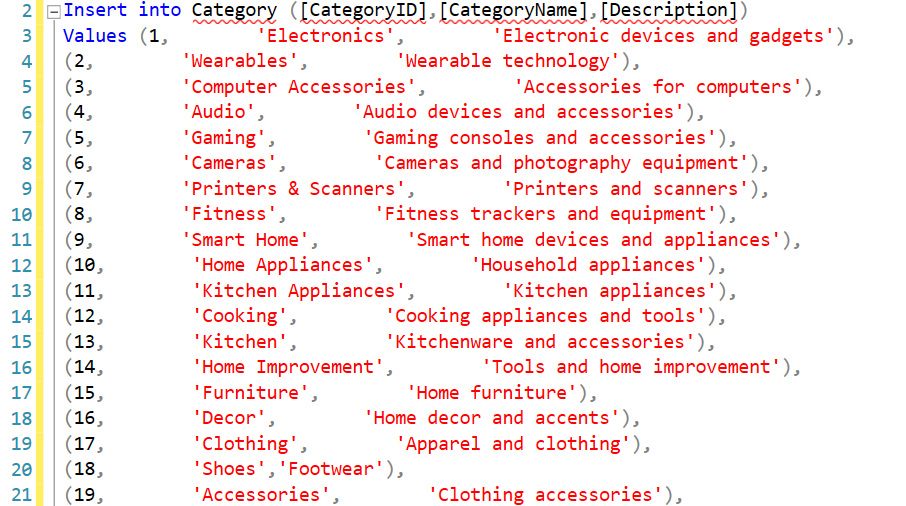 2 Insert into Category ([CategoryID],[CategoryName],[Description])
3 Values (1, 'Electronics', 'Electronic devices and gadgets'),
4 (2, 'Wearables', 'Wearable technology'),
5 (3, 'Computer Accessories', 'Accessories for computers'),
6 (4, 'Audio', 'Audio devices and accessories'),
7 (5, 'Gaming', 'Gaming consoles and accessories'),
8 (6, 'Cameras', 'Cameras and photography equipment'),
9 (7, 'Printers & Scanners', 'Printers and scanners'),
10 (8, 'Fitness', 'Fitness trackers and equipment'),
11 (9, 'Smart Home', 'Smart home devices and appliances'),
12 (10, 'Home Appliances', 'Household appliances'),
13 (11, 'Kitchen Appliances', 'Kitchen appliances'),
14 (12, 'Cooking', 'Cooking appliances and tools'),
15 (13, 'Kitchen', 'Kitchenware and accessories'),
16 (14, 'Home Improvement', 'Tools and home improvement'),
17 (15, 'Furniture', 'Home furniture'),
18 (16, 'Decor', 'Home decor and accents'),
19 (17, 'Clothing', 'Apparel and clothing'),
20 (18, 'Shoes','Footwear'),
21 (19, 'Accessories', 'Clothing accessories'),